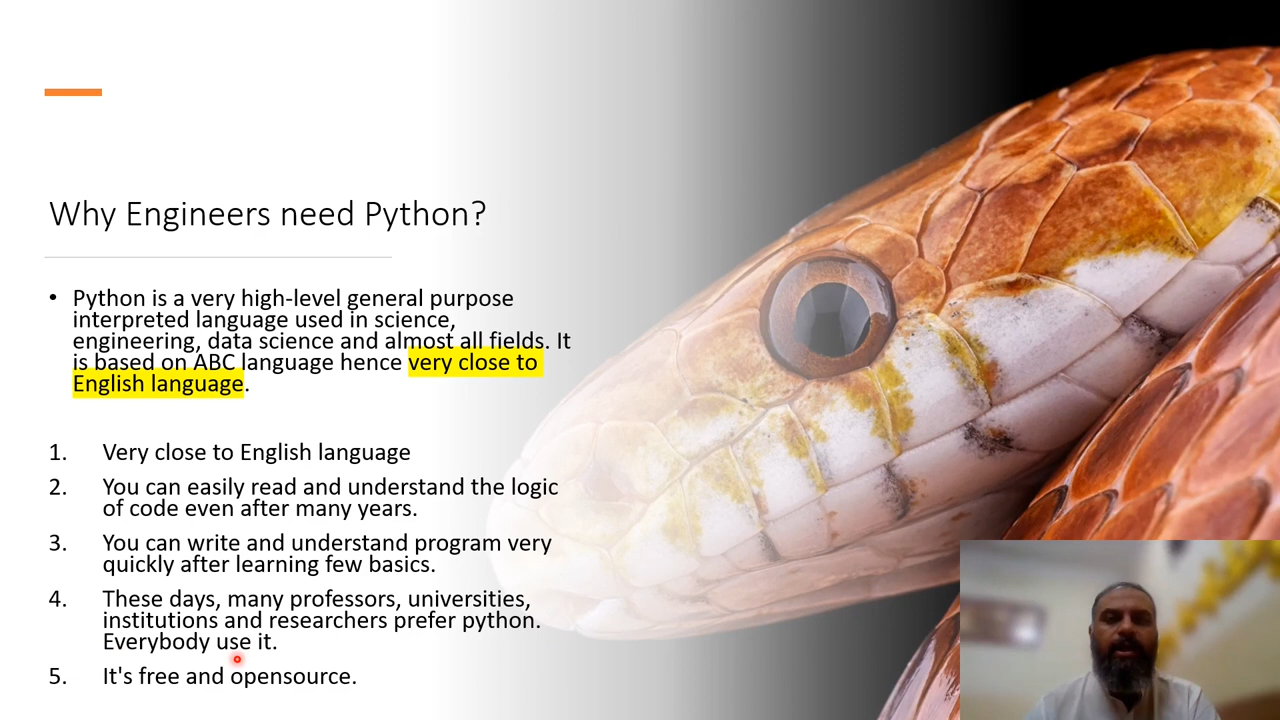 Why Engineers need Python?
• Python is a very high-level general purpose
interpreted language used in science,
engineering, data science and almost all fields. It
is based on ABC language hence very close to
English language.
1. Very close to English language
2. You can easily read and understand the logic
of code even after many years.
3. You can write and understand program very
quickly after learning few basics.
4. These days, many professors, universities,
institutions and researchers prefer python.
Everybody use it.
5. It's free and opensource.